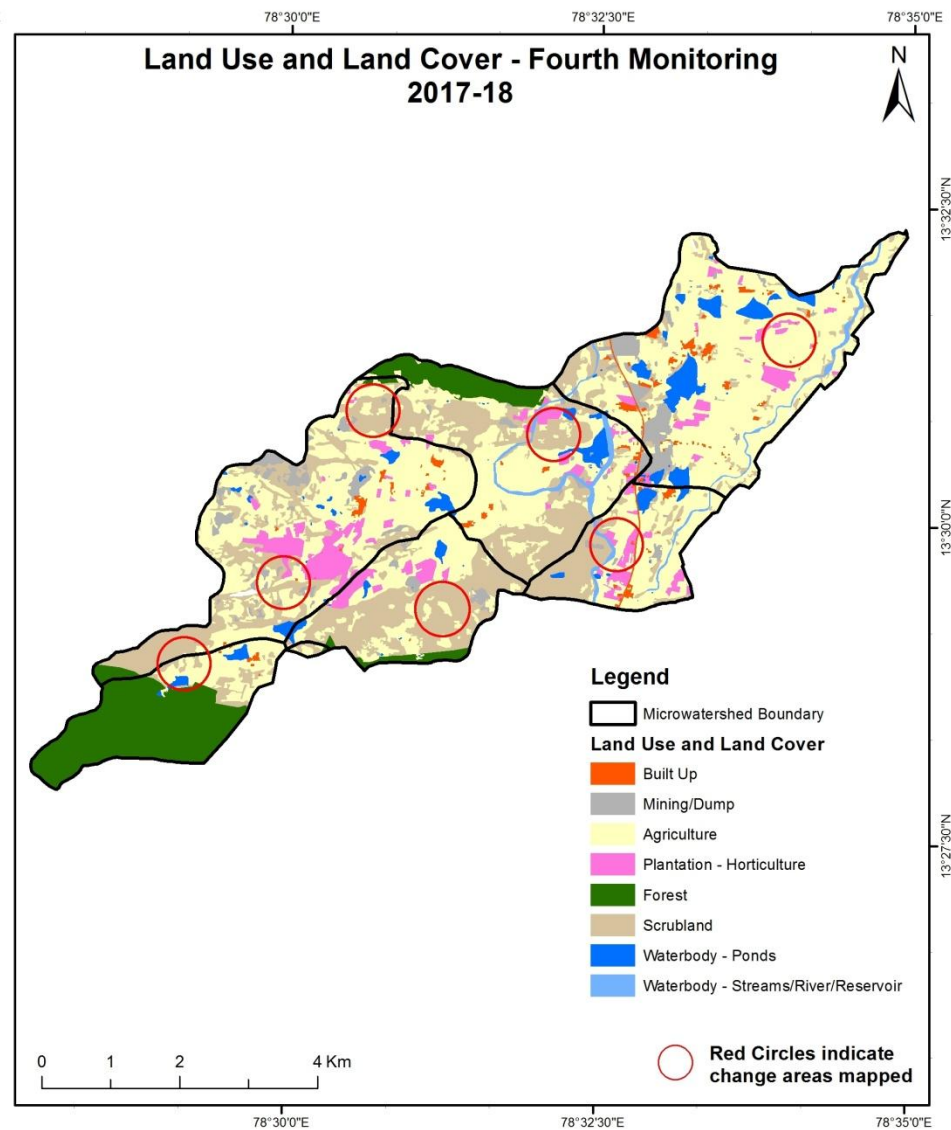 78°30'0"E 78°32'30"E 78°35'0"E
Land Use and Land Cover - Fourth Monitoring
2017-18
N
13°32'30"N
13°30'0"N
13°27'30"N
Legend
Microwatershed Boundary
Land Use and Land Cover
Built Up
Mining/Dump
Agriculture
Plantation - Horticulture
Forest
Scrubland
Waterbody - Ponds
Waterbody - Streams/River/Reservoir
Red Circles indicate
change areas mapped
0 1 2 4 Km
78°30'0"E 78°32'30"E 78°35'0"E